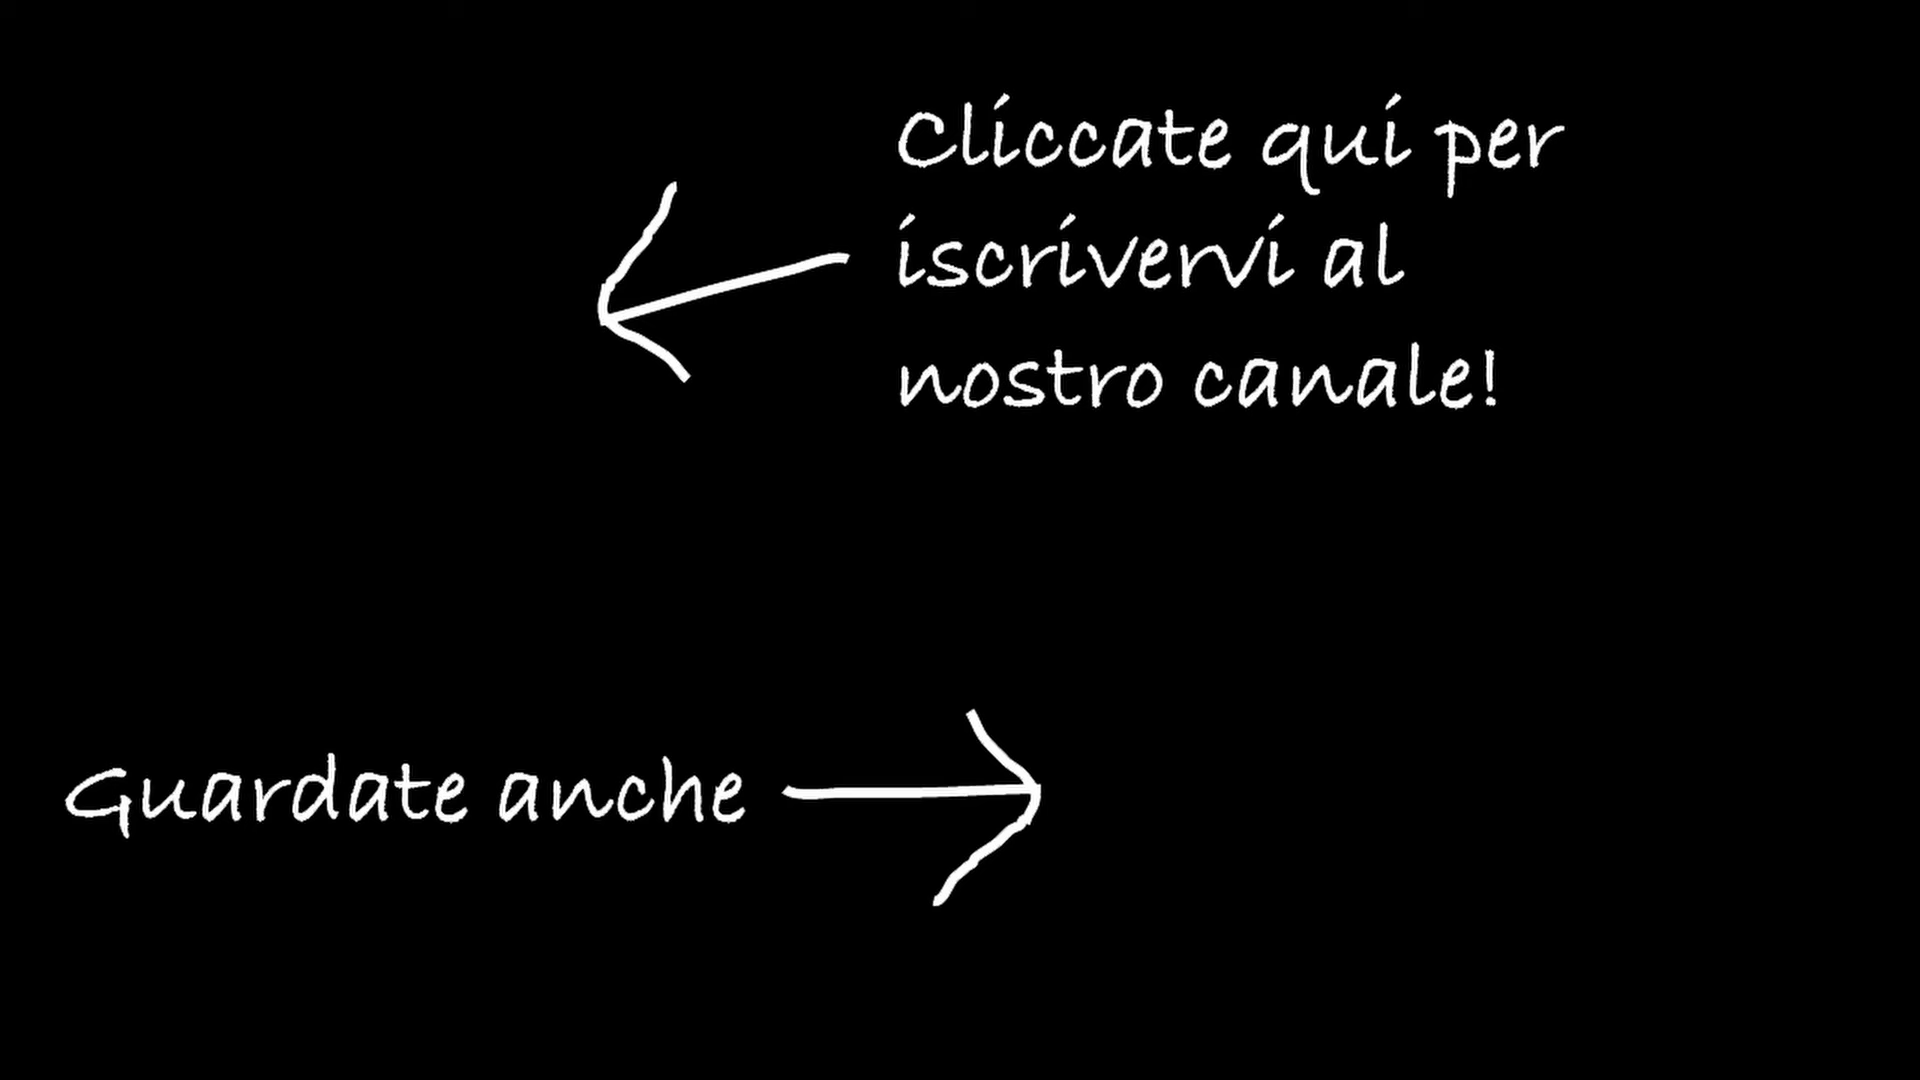 Cliccate qui per
iscrivervi al
nostro canale!
Guardate anche